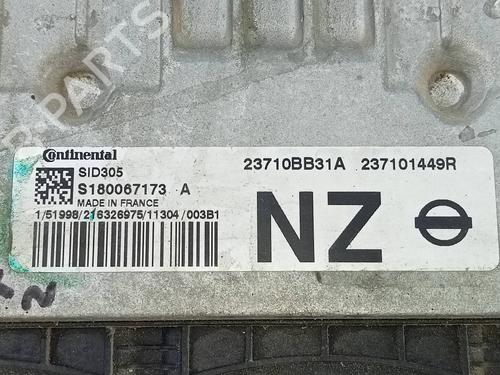 Continental
SID305
S180067173 A
MADE IN FRANCE
1/51998/216326975/11304/003B1
23710BB31A 237101449R
NZ